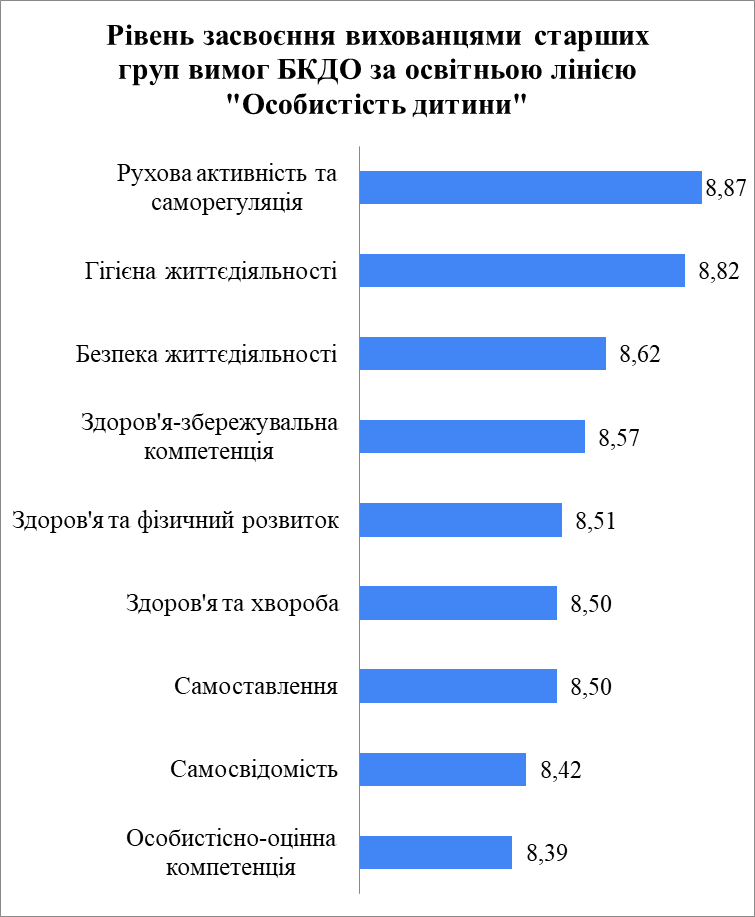 Рівень засвоєння вихованцями старших
груп вимог БКДО за освітньою лінією
"Особистість дитини"
Рухова активність та
саморегуляція
8,87
Гігієна життєдіяльності
8,82
Безпека життєдіяльності
8,62
Здоров'я-збережувальна
компетенція
8,57
Здоров'я та фізичний розвиток
8,51
Здоров'я та хвороба
8,50
Самоставлення
8,50
Самосвідомість
8,42
Особистісно-оцінна
компетенція
8,39